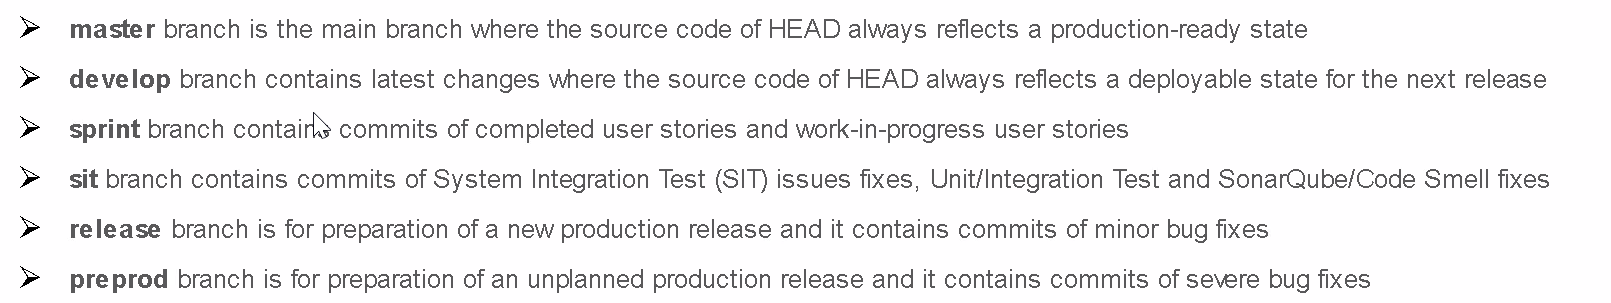 ➢ master branch is the main branch where the source code of HEAD always reflects a production-ready state
➢ develop branch contains latest changes where the source code of HEAD always reflects a deployable state for the next release
➢ sprint branch contains commits of completed user stories and work-in-progress user stories
➢ sit branch contains commits of System Integration Test (SIT) issues fixes, Unit/Integration Test and SonarQube/Code Smell fixes
➢ release branch is for preparation of a new production release and it contains commits of minor bug fixes
➢ preprod branch is for preparation of an unplanned production release and it contains commits of severe bug fixes